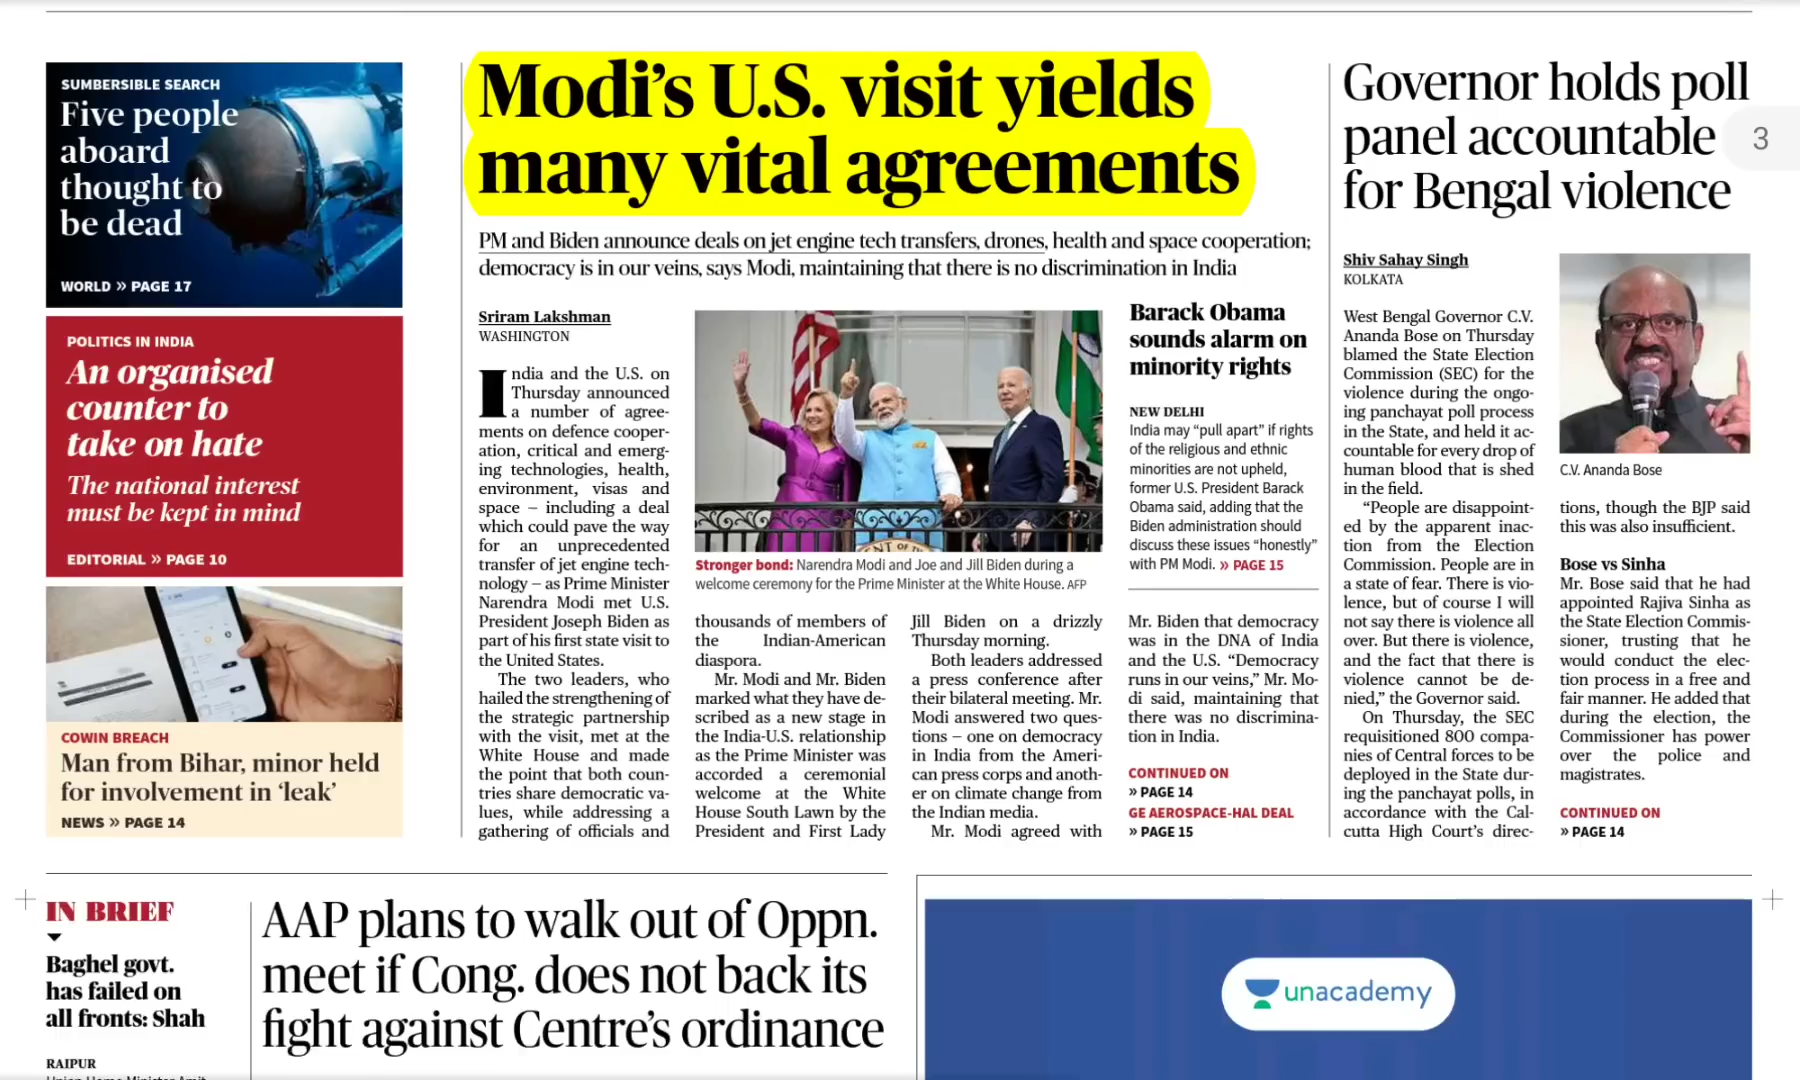 SUMBERSIBLE SEARCH
Five people
aboard
thought to
be dead
WORLD » PAGE 17
POLITICS IN INDIA
An organised
counter to
take on hate
The national interest
must be kept in mind
EDITORIAL » PAGE 10
COWIN BREACH
Man from Bihar, minor held
for involvement in ‘leak’
NEWS » PAGE 14
Modi’s U.S. visit yields
many vital agreements
PM and Biden announce deals on jet engine tech transfers, drones, health and space cooperation;
democracy is in our veins, says Modi, maintaining that there is no discrimination in India
Sriram Lakshman
WASHINGTON
India and the U.S. on
Thursday announced
a number of agree-
ments on defence cooper-
ation, critical and emerg-
ing technologies, health,
environment, visas and
space – including a deal
which could pave the way
for an unprecedented
transfer of jet engine tech-
nology – as Prime Minister
Narendra Modi met U.S.
President Joseph Biden as
part of his first state visit to
the United States.
The two leaders, who
hailed the strengthening of
the strategic partnership
with the visit, met at the
White House and made
the point that both coun-
tries share democratic va-
lues, while addressing a
gathering of officials and
Stronger bond: Narendra Modi and Joe and Jill Biden during a
welcome ceremony for the Prime Minister at the White House. AFP
thousands of members of
the Indian-American
diaspora.
Mr. Modi and Mr. Biden
marked what they have de-
scribed as a new stage in
the India-U.S. relationship
as the Prime Minister was
accorded a ceremonial
welcome at the White
House South Lawn by the
President and First Lady
Jill Biden on a drizzly
Thursday morning.
Both leaders addressed
a press conference after
their bilateral meeting. Mr.
Modi answered two ques-
tions – one on democracy
in India from the Ameri-
can press corps and anoth-
er on climate change from
the Indian media.
Mr. Modi agreed with
Barack Obama
sounds alarm on
minority rights
NEW DELHI
India may “pull apart” if rights
of the religious and ethnic
minorities are not upheld,
former U.S. President Barack
Obama said, adding that the
Biden administration should
discuss these issues “honestly”
with PM Modi. » PAGE 15
Mr. Biden that democracy
was in the DNA of India
and the U.S. “Democracy
runs in our veins,” Mr. Mo-
di said, maintaining that
there was no discrimina-
tion in India.
CONTINUED ON
» PAGE 14
GE AEROSPACE-HAL DEAL
» PAGE 15
Governor holds poll
panel accountable
for Bengal violence
3
Shiv Sahay Singh
KOLKATA
West Bengal Governor C.V.
Ananda Bose on Thursday
blamed the State Election
Commission (SEC) for the
violence during the ongo-
ing panchayat poll process
in the State, and held it ac-
countable for every drop of
human blood that is shed
in the field.
“People are disappoint-
ed by the apparent inac-
tion from the Election
Commission. People are in
a state of fear. There is vio-
lence, but of course I will
not say there is violence all
over. But there is violence,
and the fact that there is
violence cannot be de-
nied,” the Governor said.
On Thursday, the SEC
requisitioned 800 compa-
nies of Central forces to be
deployed in the State dur-
ing the panchayat polls, in
accordance with the Cal-
cutta High Court’s direc-
C.V. Ananda Bose
tions, though the BJP said
this was also insufficient.
Bose vs Sinha
Mr. Bose said that he had
appointed Rajiva Sinha as
the State Election Commis-
sioner, trusting that he
would conduct the elec-
tion process in a free and
fair manner. He added that
during the election, the
Commissioner has power
over the police and
magistrates.
CONTINUED ON
» PAGE 14
IN BRIEF
Baghel govt.
has failed on
all fronts: Shah
RAIPUR
AAP plans to walk out of Oppn.
meet if Cong. does not back its
fight against Centre’s ordinance
unacademy